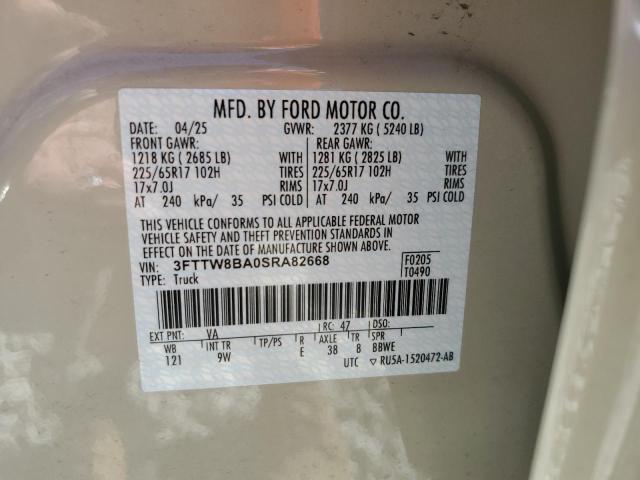 MFD. BY FORD MOTOR CO.
DATE: 04/25 GVWR: 2377 KG ( 5240 LB)
FRONT GAWR: REAR GAWR:
1218 KG ( 2685 LB) WITH 1281 KG ( 2825 LB) WITH
225/65R17 102H TIRES 225/65R17 102H TIRES
17x7.0J RIMS 17x7.0J RIMS
AT 240 kPa/ 35 PSI COLD AT 240 kPa/ 35 PSI COLD
THIS VEHICLE CONFORMS TO ALL APPLICABLE FEDERAL MOTOR
VEHICLE SAFETY AND THEFT PREVENTION STANDARDS IN
EFFECT ON THE DATE OF MANUFACTURE SHOWN ABOVE.
VIN: 3FTTW8BA0SRA82668 F0205
TYPE: Truck T0490
EXT PNT: VA RC: 47 DSO:
WB INT TR TP/PS R AXLE TR SPR
121 9W E 38 8 BBWE
UTC ▽ RU5A-1520472-AB